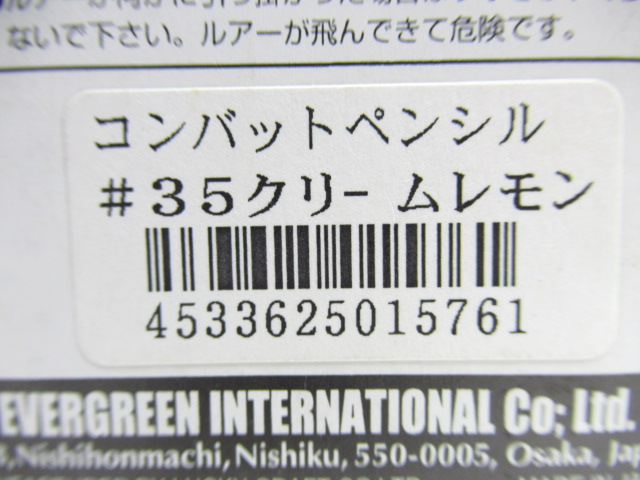 ないで下さい。ルアーが飛んできて危険です。
コンバットペンシル
#35クリームレモン
4533625015761
EVERGREEN INTERNATIONAL Co; Ltd.
Nishihonmachi, Nishiku, 550-0005, Osaka,